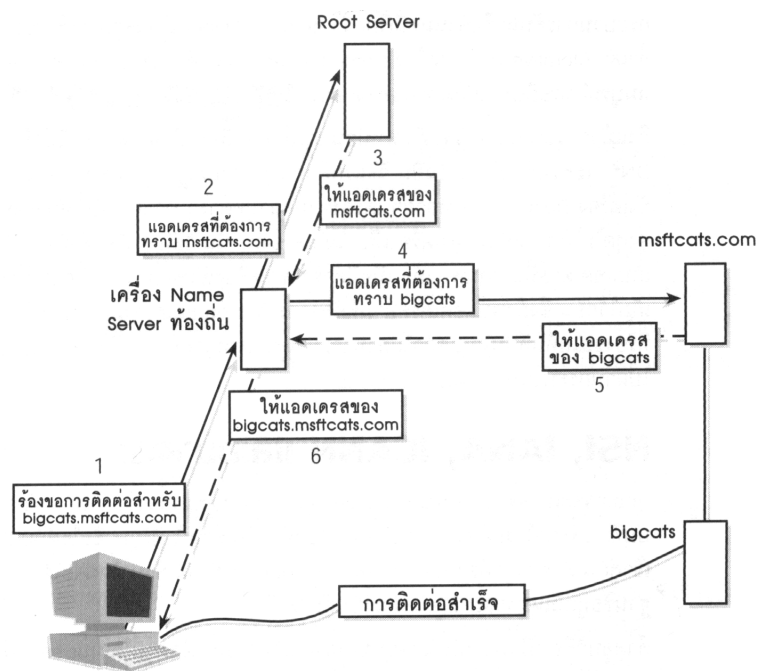 Root Server
3
2
ให้แอดเดรสของ
msftcats.com
แอดเดรสที่ต้องการ
ทราบ msftcats.com
4
msftcats.com
แอดเดรสที่ต้องการ
ทราบ bigcats
เครื่อง Name
Server ท้องถิ่น
ให้แอดเดรส
ของ bigcats
5
ให้แอดเดรสของ
bigcats.msftcats.com
6
1
ร้องขอการติดต่อสำหรับ
bigcats.msftcats.com
bigcats
การติดต่อสำเร็จ